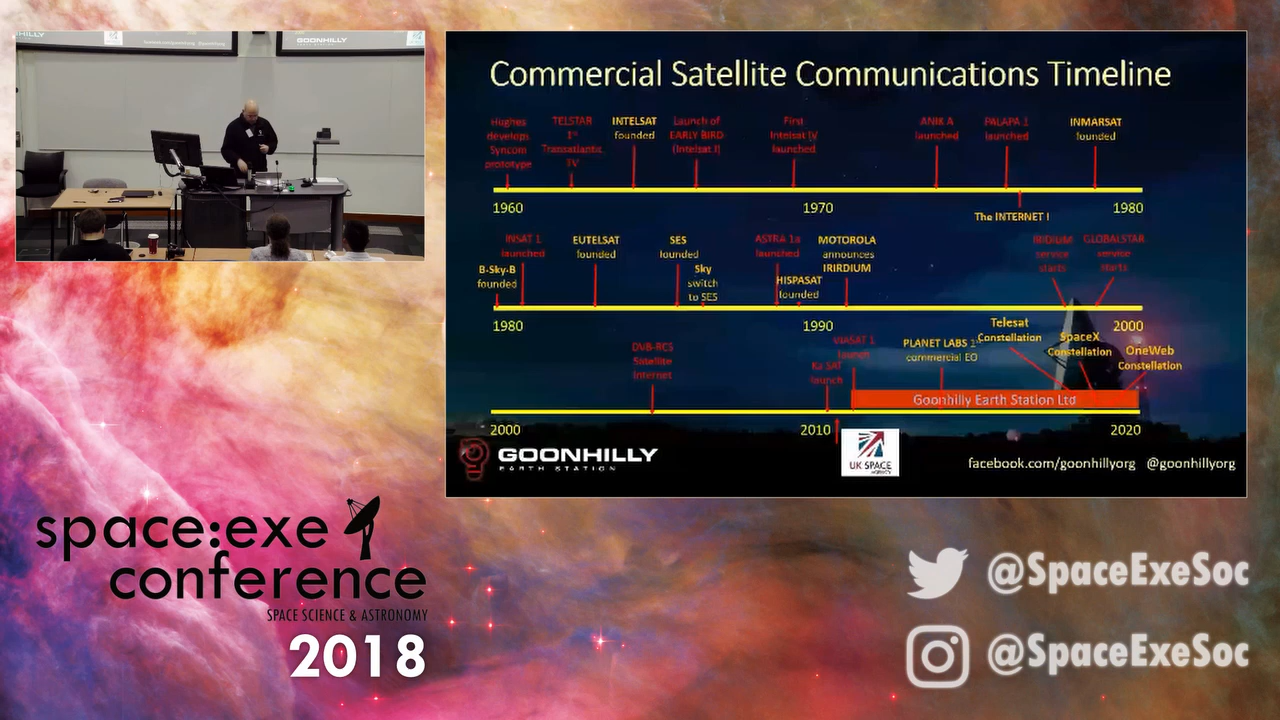 GOONHILLY
Commercial Satellite Communications Timeline
Hughes
develops
Syncom
prototype
TELSTAR
1st
Transatlantic
TV
INTELSAT
founded
Launch of
EARLY BIRD
(Intelsat I)
First
Intelsat IV
launched
ANIK A
launched
PALAPA 1
launched
INMARSAT
founded
1960
1970
1980
The INTERNET !
B-Sky-B
founded
INSAT 1
launched
EUTELSAT
founded
SES
founded
Sky
switch
to SES
ASTRA 1a
launched
HISPASAT
founded
MOTOROLA
announces
IRIRDIUM
IRIDIUM
service
starts
GLOBALSTAR
service
starts
1980
1990
2000
DVB-RCS
Satellite
Internet
Ka SAT
launch
VIASAT 1
launch
PLANET LABS 1st
commercial EO
Telesat
Constellation
SpaceX
Constellation
OneWeb
Constellation
Goonhilly Earth Station Ltd
2000
2010
2020
GOONHILLY
EARTH STATION
UK SPACE
AGENCY
facebook.com/goonhillyorg @goonhillyorg
space:exe
conference
SPACE SCIENCE & ASTRONOMY
2018
@SpaceExeSoc
@SpaceExeSoc